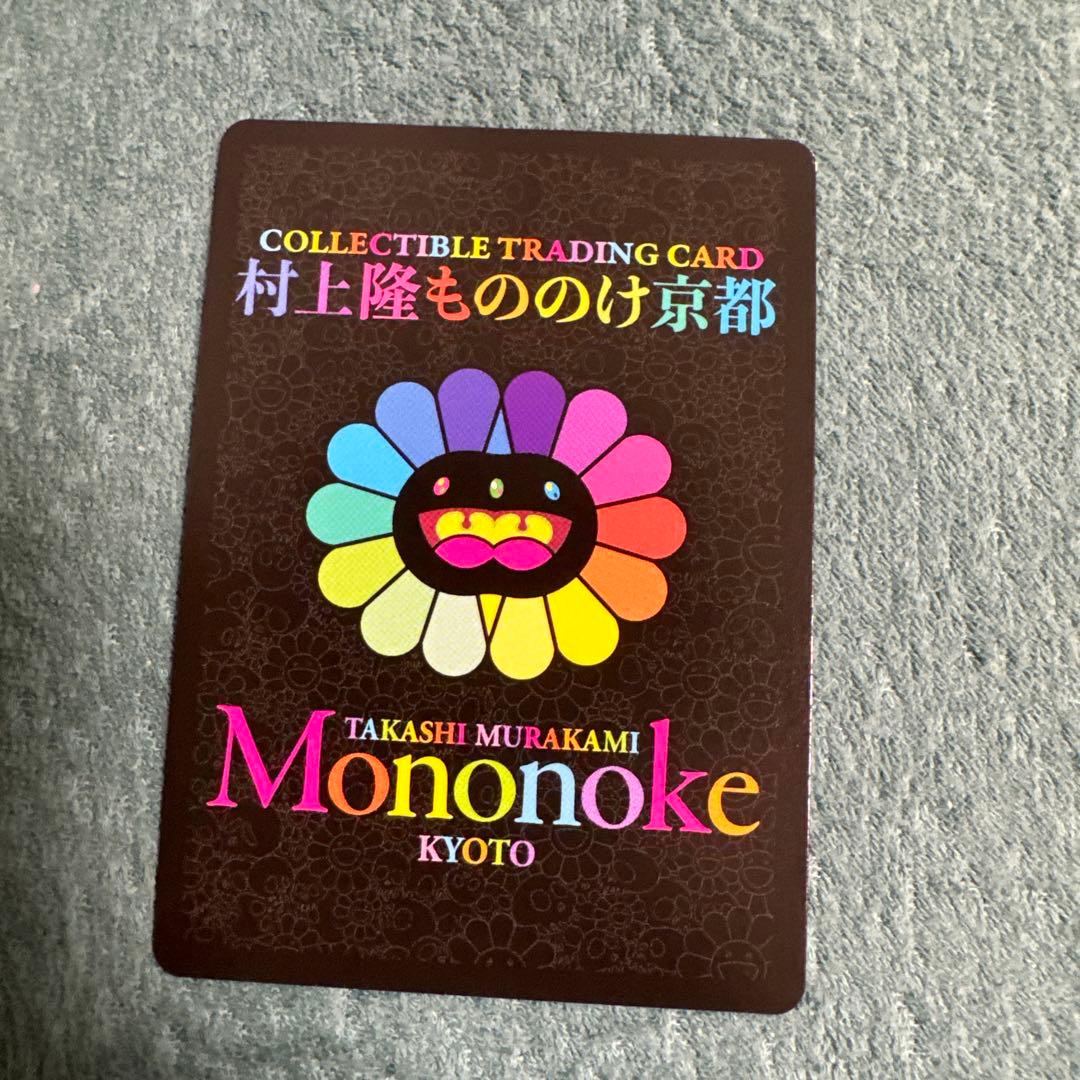 COLLECTIBLE TRADING CARD
村上隆もののけ京都
TAKASHI MURAKAMI
Mononoke
KYOTO